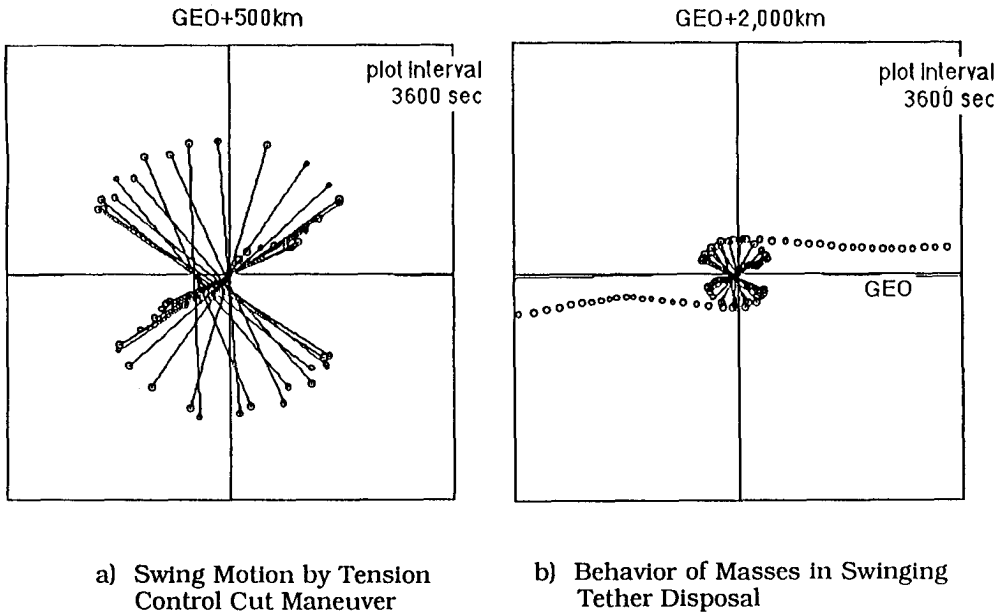 GEO+500km
plot interval
3600 sec
GEO+2,000km
plot interval
3600 sec
GEO
a) Swing Motion by Tension
Control Cut Maneuver
b) Behavior of Masses in Swinging
Tether Disposal